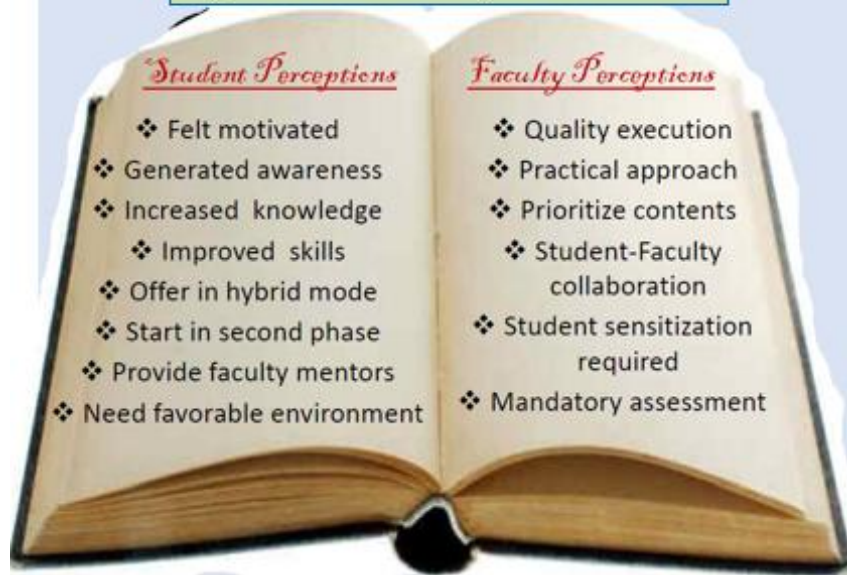 Student Perceptions
❖ Felt motivated
❖ Generated awareness
❖ Increased knowledge
❖ Improved skills
❖ Offer in hybrid mode
❖ Start in second phase
❖ Provide faculty mentors
❖ Need favorable environment
Faculty Perceptions
❖ Quality execution
❖ Practical approach
❖ Prioritize contents
❖ Student-Faculty
collaboration
❖ Student sensitization
required
❖ Mandatory assessment